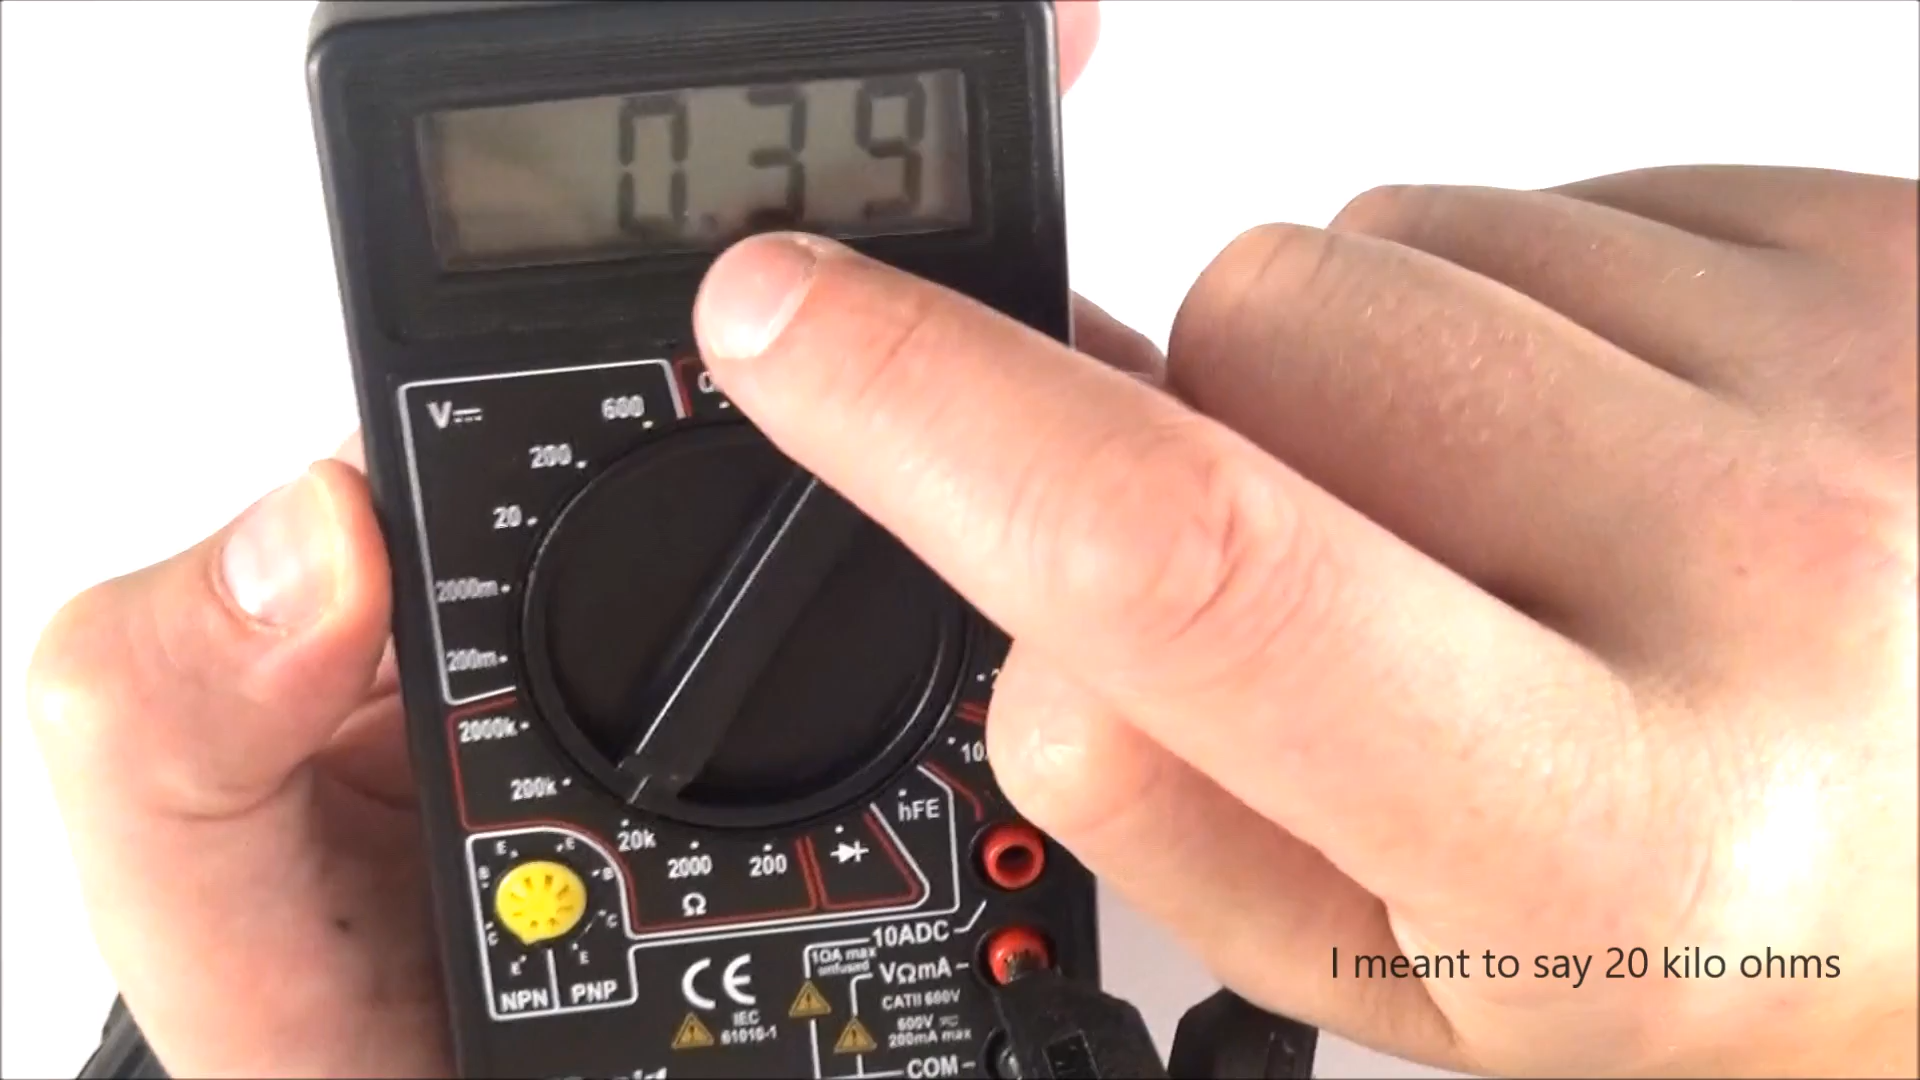 0.39
V
600
200
20
2000m
200m
2000k
200k
20k
2000
200
Ω
hFE
E
E
B
B
C
C
E
E
NPN
PNP
CE
IEC
61010-1
10ADC
10A max
unfused
VΩmA
CATII 600V
600V
200mA max
COM
I meant to say 20 kilo ohms